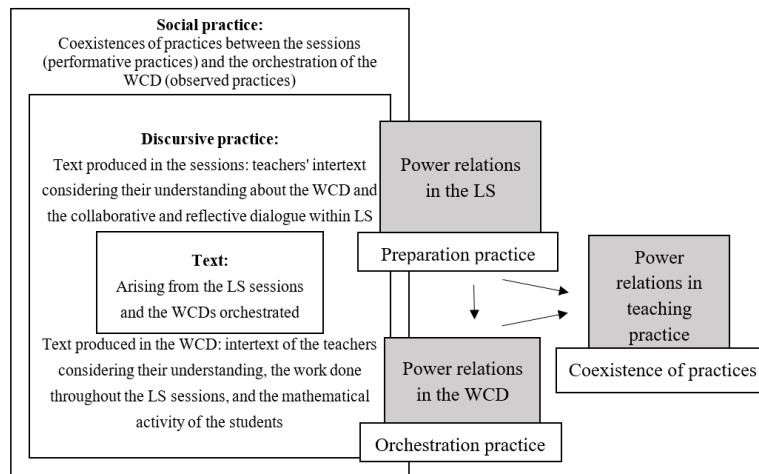 Social practice:
Coexistences of practices between the sessions
(performative practices) and the orchestration of the
WCD (observed practices)
Discursive practice:
Text produced in the sessions: teachers' intertext
considering their understanding about the WCD and
the collaborative and reflective dialogue within LS
Text:
Arising from the LS sessions
and the WCDs orchestrated
Text produced in the WCD: intertext of the teachers
considering their understanding, the work done
throughout the LS sessions, and the mathematical
activity of the students
Power relations
in the LS
Preparation practice
Power relations
in the WCD
Orchestration practice
Power
relations in
teaching
practice
Coexistence of practices